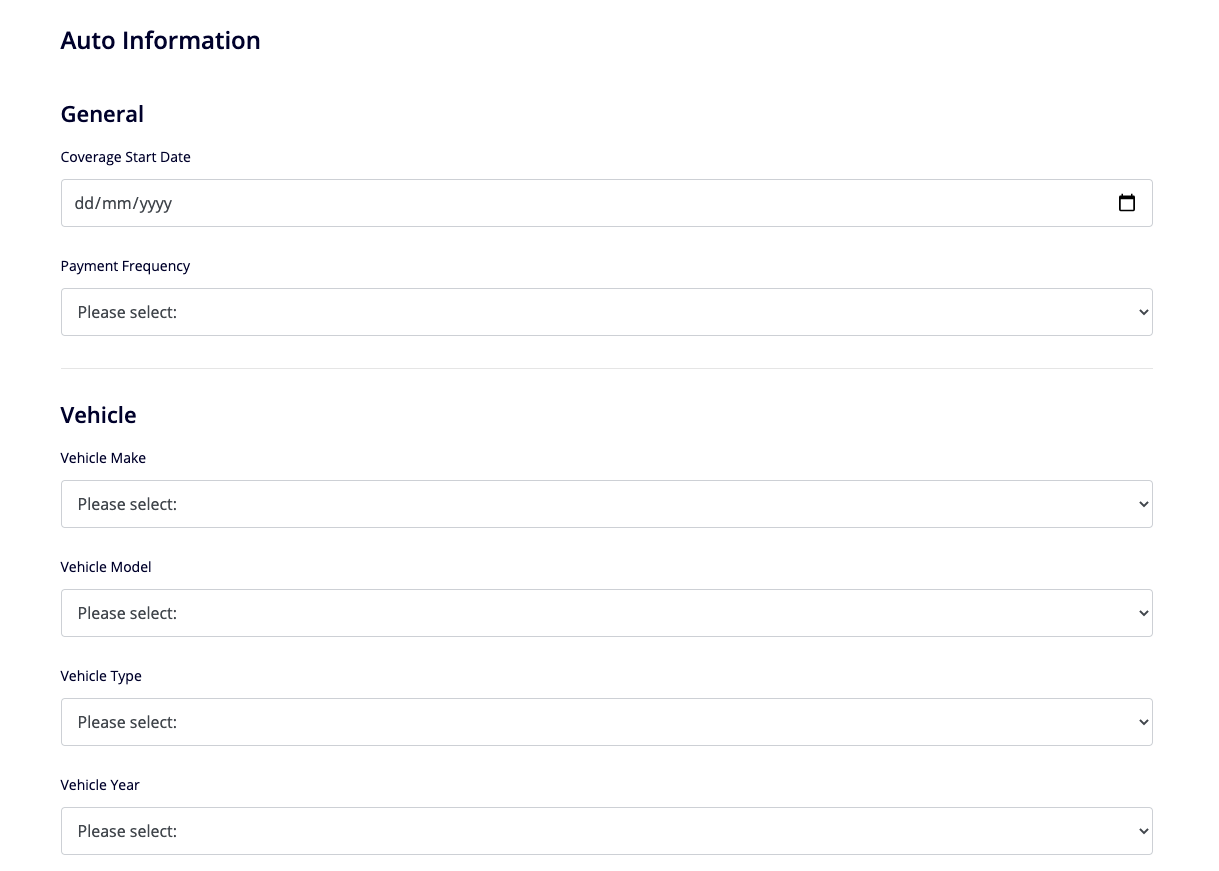 Auto Information
General
Coverage Start Date
dd/mm/yyyy
Payment Frequency
Please select:
Vehicle
Vehicle Make
Please select:
Vehicle Model
Please select:
Vehicle Type
Please select:
Vehicle Year
Please select: